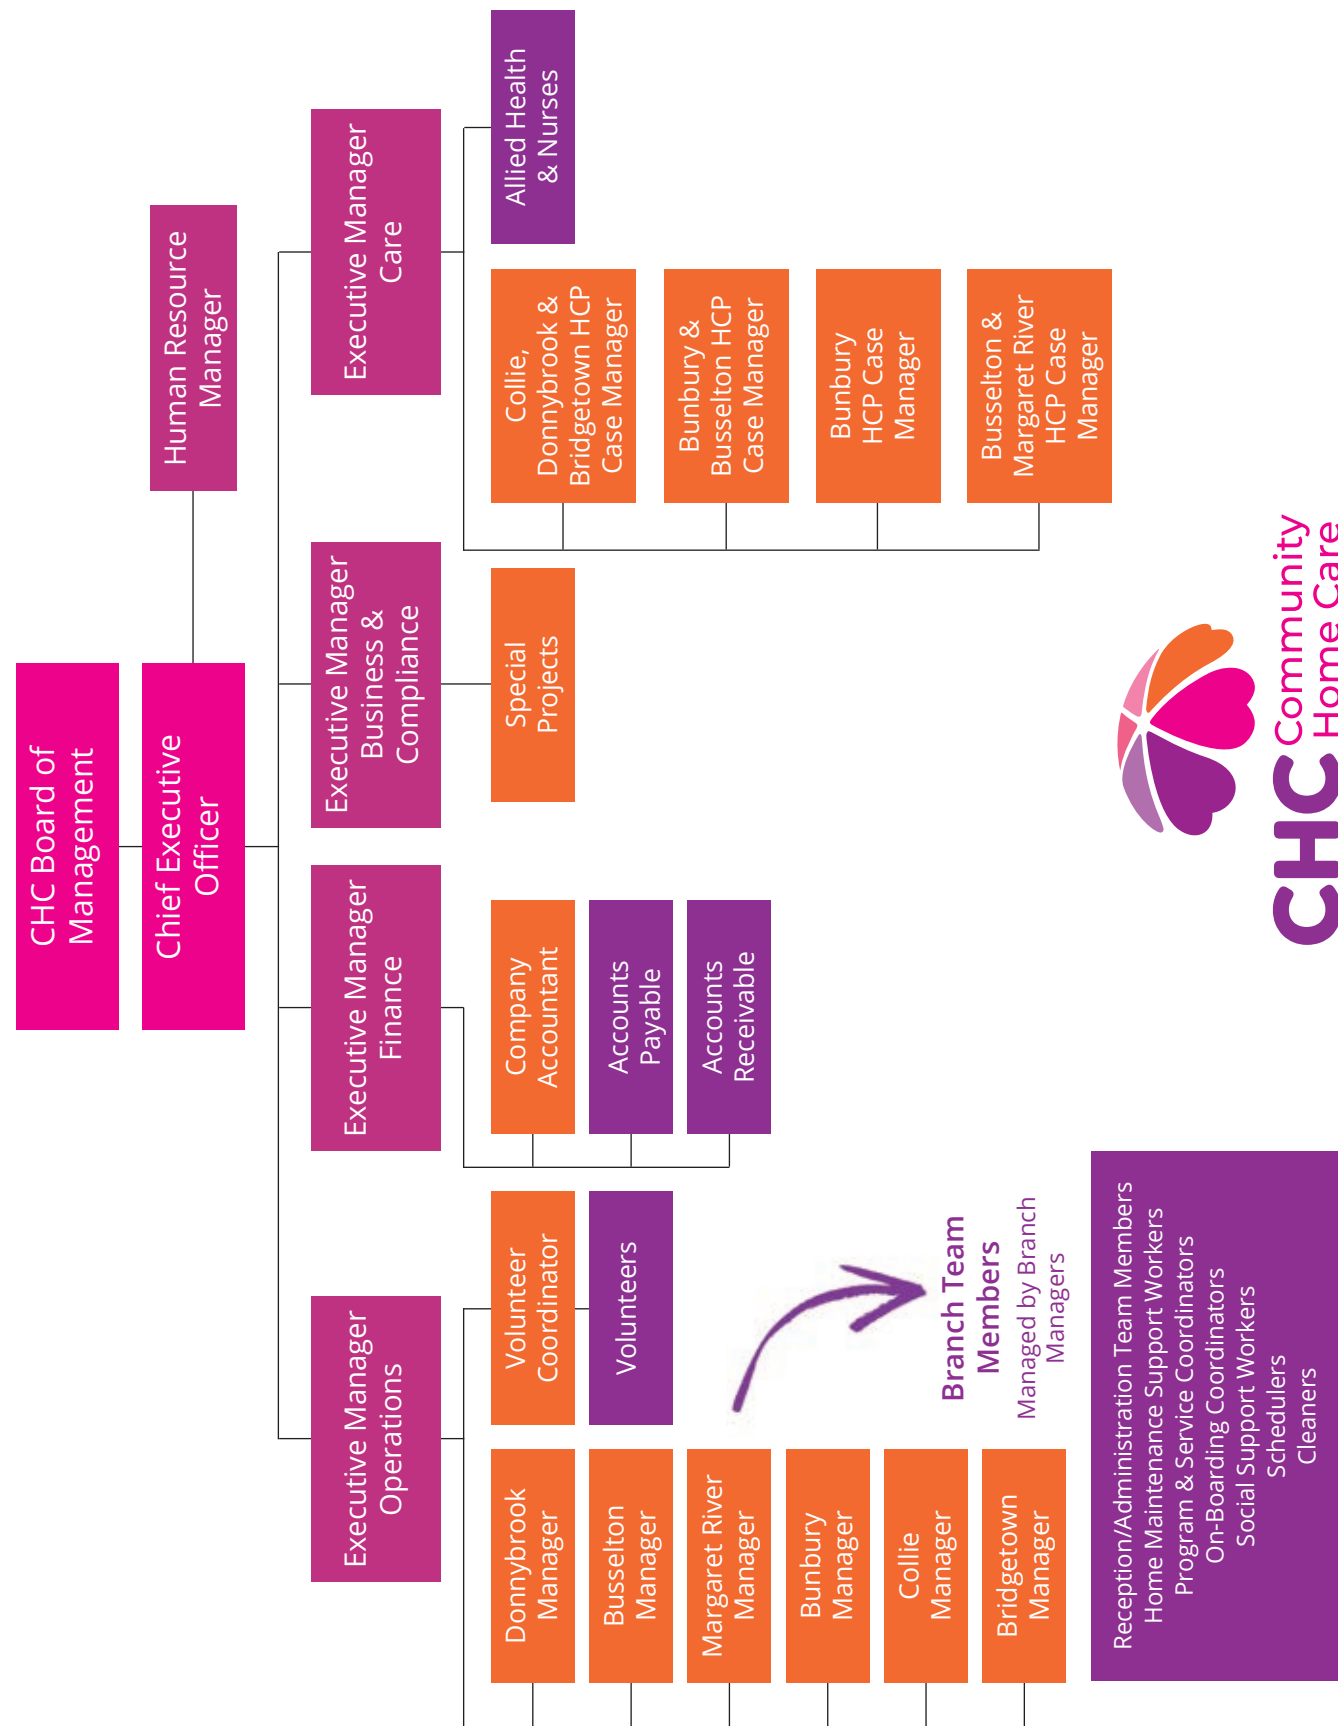 CHC Board of
Management
Chief Executive
Officer
Human Resource
Manager
Executive Manager
Operations
Executive Manager
Finance
Executive Manager
Business &
Compliance
Executive Manager
Care
Donnybrook
Manager
Busselton
Manager
Margaret River
Manager
Bunbury
Manager
Collie
Manager
Bridgetown
Manager
Volunteer
Coordinator
Volunteers
Company
Accountant
Accounts
Payable
Accounts
Receivable
Special
Projects
Collie,
Donnybrook &
Bridgetown HCP
Case Manager
Bunbury &
Busselton HCP
Case Manager
Bunbury
HCP Case
Manager
Busselton &
Margaret River
HCP Case
Manager
Allied Health
& Nurses
Branch Team
Members
Managed by Branch
Managers
Reception/Administration Team Members
Home Maintenance Support Workers
Program & Service Coordinators
On-Boarding Coordinators
Social Support Workers
Schedulers
Cleaners
CHC Community
Home Care